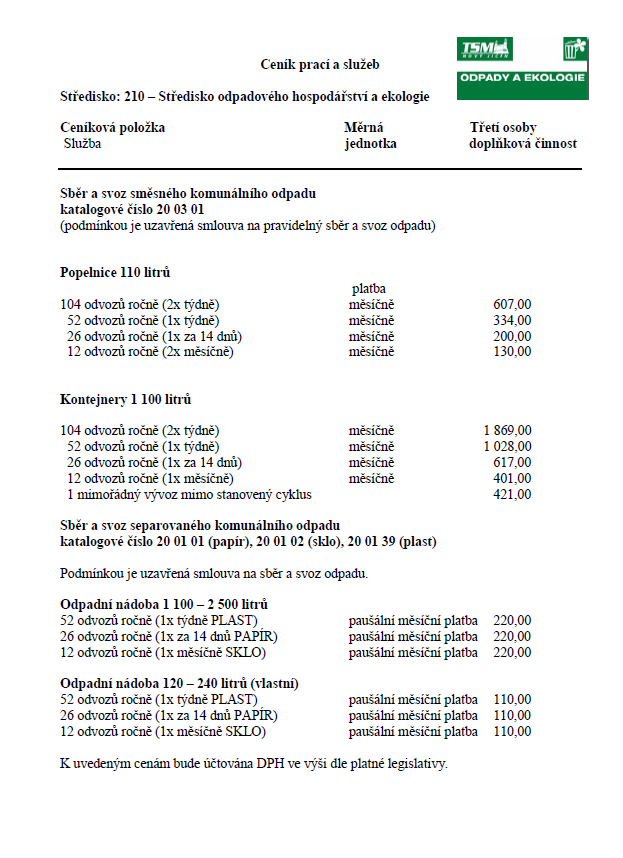 TSM
NOVÝ JIČÍN
ODPADY A EKOLOGIE
Ceník prací a služeb
Středisko: 210 – Středisko odpadového hospodářství a ekologie
Ceníková položka Měrná Třetí osoby
Služba jednotka doplňková činnost
Sběr a svoz směsného komunálního odpadu
katalogové číslo 20 03 01
(podmínkou je uzavřená smlouva na pravidelný sběr a svoz odpadu)
Popelnice 110 litrů
platba
104 odvozů ročně (2x týdně) měsíčně 607,00
52 odvozů ročně (1x týdně) měsíčně 334,00
26 odvozů ročně (1x za 14 dnů) měsíčně 200,00
12 odvozů ročně (2x měsíčně) měsíčně 130,00
Kontejnery 1 100 litrů
104 odvozů ročně (2x týdně) měsíčně 1 869,00
52 odvozů ročně (1x týdně) měsíčně 1 028,00
26 odvozů ročně (1x za 14 dnů) měsíčně 617,00
12 odvozů ročně (1x měsíčně) měsíčně 401,00
1 mimořádný vývoz mimo stanovený cyklus 421,00
Sběr a svoz separovaného komunálního odpadu
katalogové číslo 20 01 01 (papír), 20 01 02 (sklo), 20 01 39 (plast)
Podmínkou je uzavřená smlouva na sběr a svoz odpadu.
Odpadní nádoba 1 100 – 2 500 litrů
52 odvozů ročně (1x týdně PLAST) paušální měsíční platba 220,00
26 odvozů ročně (1x za 14 dnů PAPÍR) paušální měsíční platba 220,00
12 odvozů ročně (1x měsíčně SKLO) paušální měsíční platba 220,00
Odpadní nádoba 120 – 240 litrů (vlastní)
52 odvozů ročně (1x týdně PLAST) paušální měsíční platba 110,00
26 odvozů ročně (1x za 14 dnů PAPÍR) paušální měsíční platba 110,00
12 odvozů ročně (1x měsíčně SKLO) paušální měsíční platba 110,00
K uvedeným cenám bude účtována DPH ve výši dle platné legislativy.